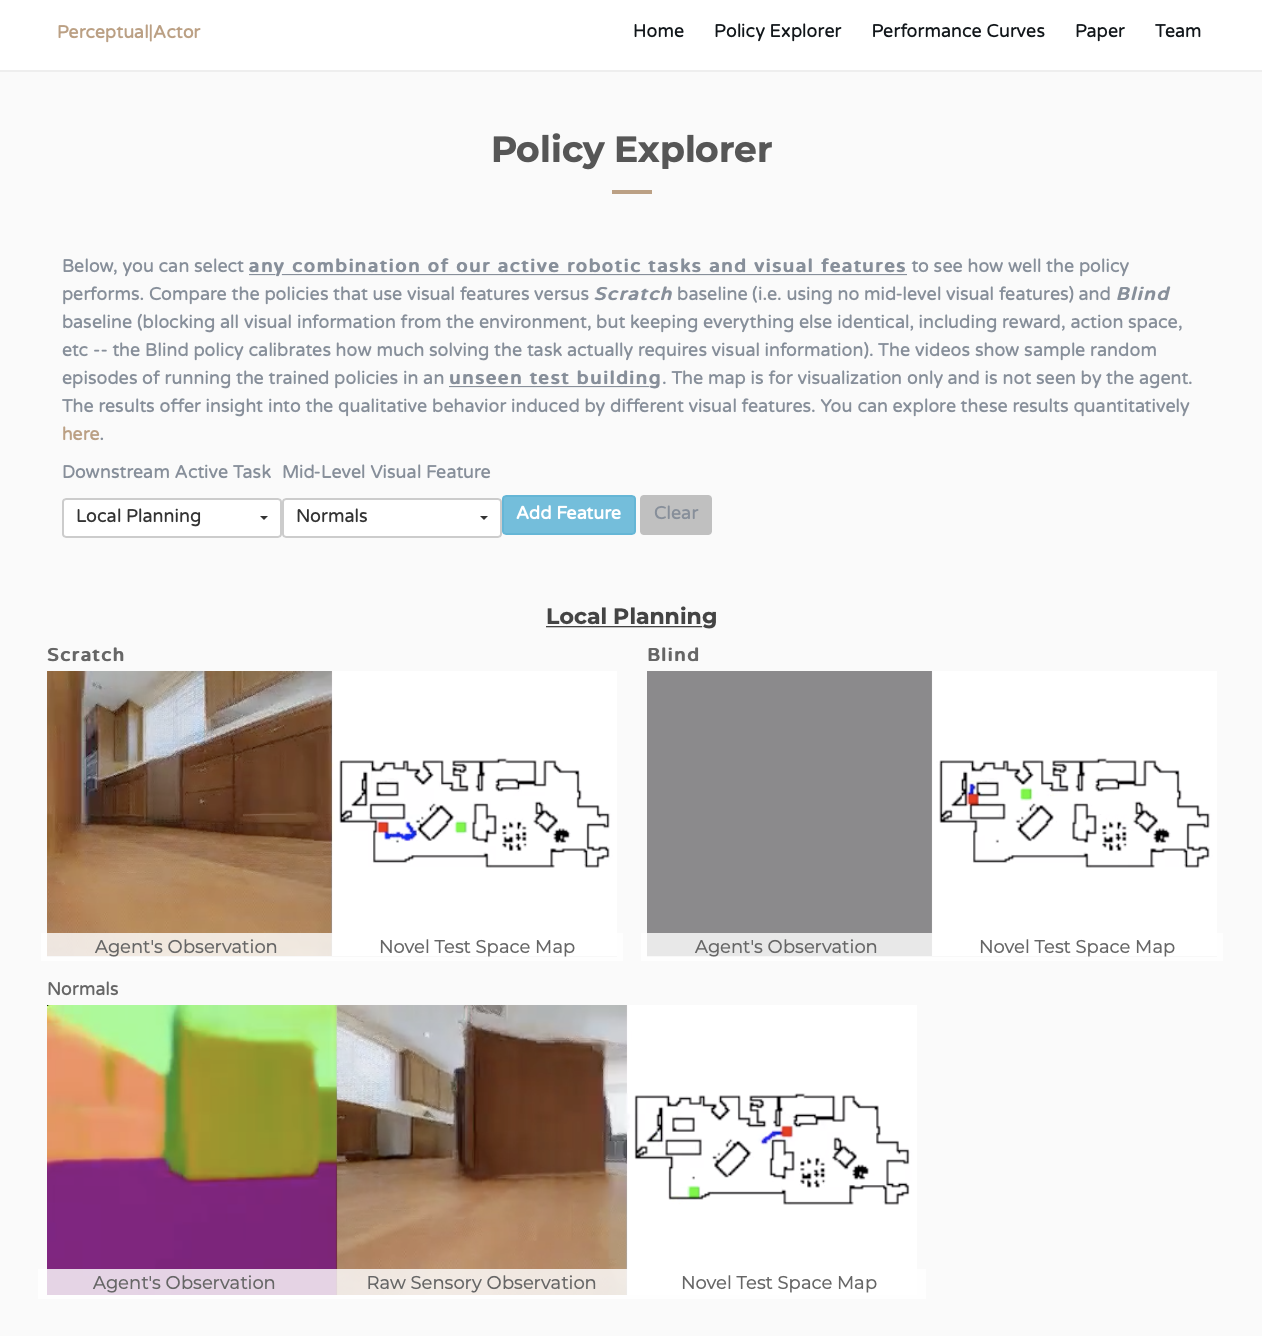 Perceptual|Actor
Home Policy Explorer Performance Curves Paper Team
Policy Explorer
Below, you can select any combination of our active robotic tasks and visual features to see how well the policy
performs. Compare the policies that use visual features versus Scratch baseline (i.e. using no mid-level visual features) and Blind
baseline (blocking all visual information from the environment, but keeping everything else identical, including reward, action space,
etc -- the Blind policy calibrates how much solving the task actually requires visual information). The videos show sample random
episodes of running the trained policies in an unseen test building. The map is for visualization only and is not seen by the agent.
The results offer insight into the qualitative behavior induced by different visual features. You can explore these results quantitatively
here.
Downstream Active Task Mid-Level Visual Feature
Local Planning Normals Add Feature Clear
Local Planning
Scratch Blind
Agent's Observation Novel Test Space Map Agent's Observation Novel Test Space Map
Normals
Agent's Observation Raw Sensory Observation Novel Test Space Map